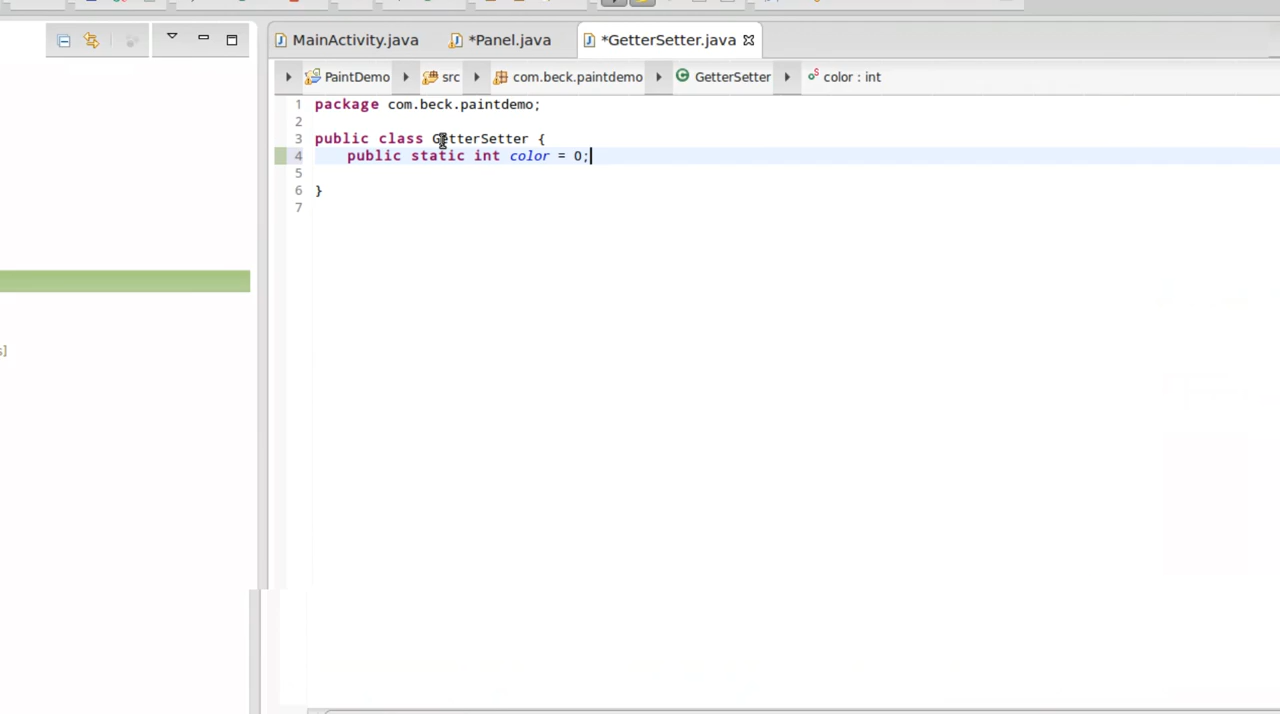 MainActivity.java *Panel.java *GetterSetter.java
PaintDemo src com.beck.paintdemo GetterSetter color : int
1 package com.beck.paintdemo;
2
3 public class GetterSetter {
4 public static int color = 0;
5
6 }
7
s]